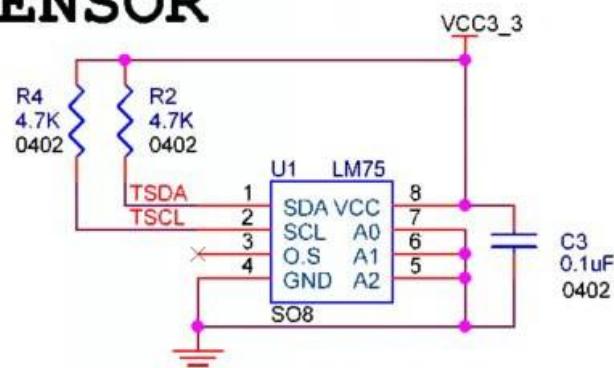 ENSOR
VCC3_3
R4
4.7K
0402
R2
4.7K
0402
U1 LM75
TSDA 1 SDA VCC 8
TSCL 2 SCL A0 7
3 O.S A1 6
4 GND A2 5
SO8
C3
0.1uF
0402